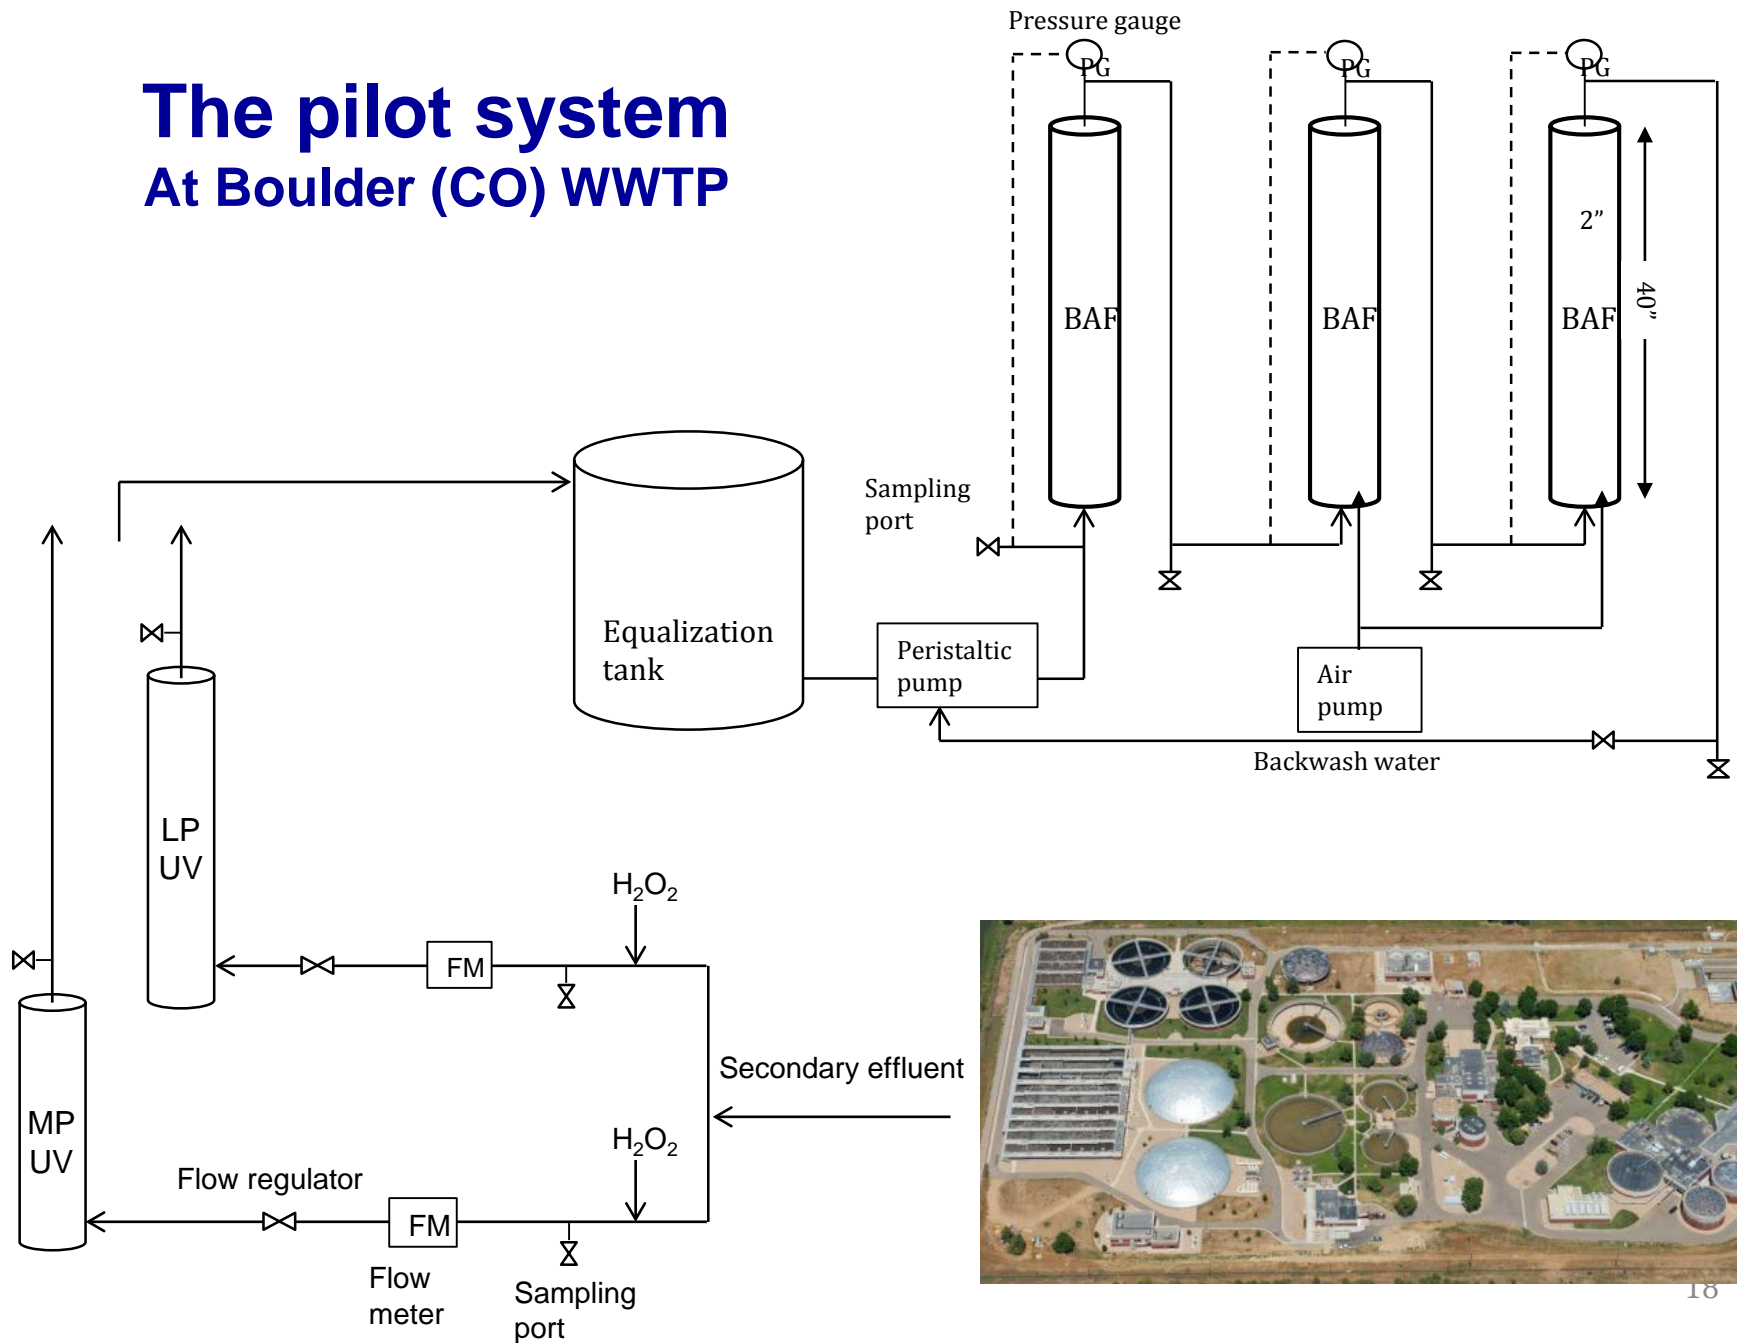 Pressure gauge
PG
PG
PG
The pilot system
At Boulder (CO) WWTP
2”
40”
BAF
BAF
BAF
Sampling
port
Equalization
tank
Peristaltic
pump
Air
pump
Backwash water
LP
UV
H₂O₂
FM
Secondary effluent
MP
UV
H₂O₂
Flow regulator
FM
Flow
meter
Sampling
port
18